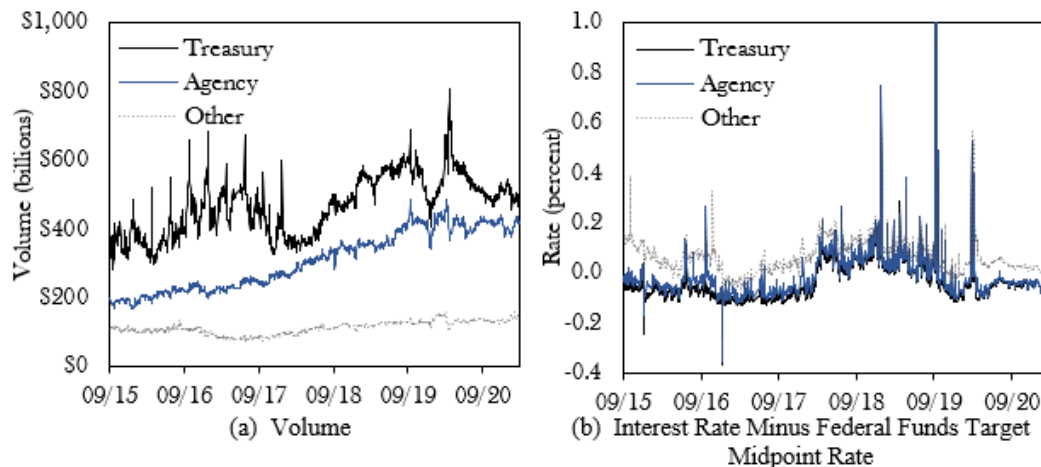 $1,000
$800
$600
$400
$200
$0
Volume (billions)
Treasury
Agency
Other
09/15 09/16 09/17 09/18 09/19 09/20
(a) Volume
1.0
0.8
0.6
0.4
0.2
0.0
-0.2
-0.4
Rate (percent)
Treasury
Agency
Other
09/15 09/16 09/17 09/18 09/19 09/20
(b) Interest Rate Minus Federal Funds Target
Midpoint Rate